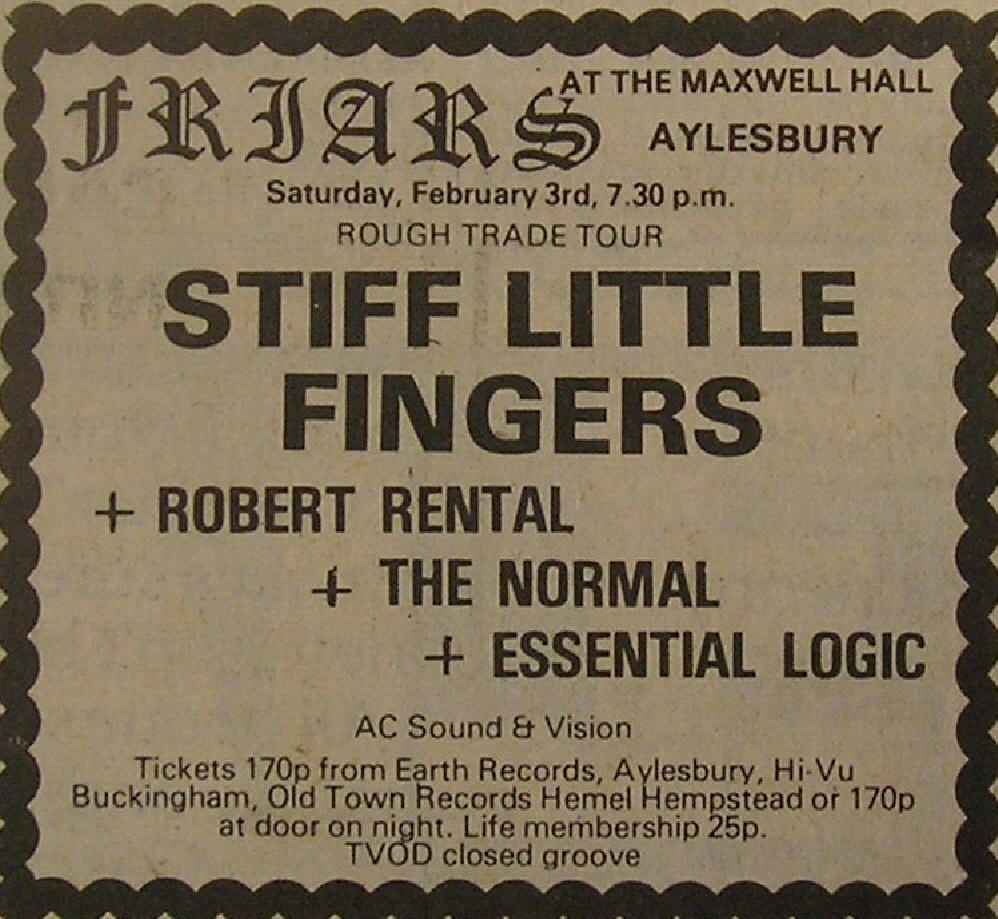 FRIARS AT THE MAXWELL HALL
AYLESBURY
Saturday, February 3rd, 7.30 p.m.
ROUGH TRADE TOUR
STIFF LITTLE
FINGERS
+ ROBERT RENTAL
+ THE NORMAL
+ ESSENTIAL LOGIC
AC Sound & Vision
Tickets 170p from Earth Records, Aylesbury, Hi-Vu
Buckingham, Old Town Records Hemel Hempstead or 170p
at door on night. Life membership 25p.
TVOD closed groove